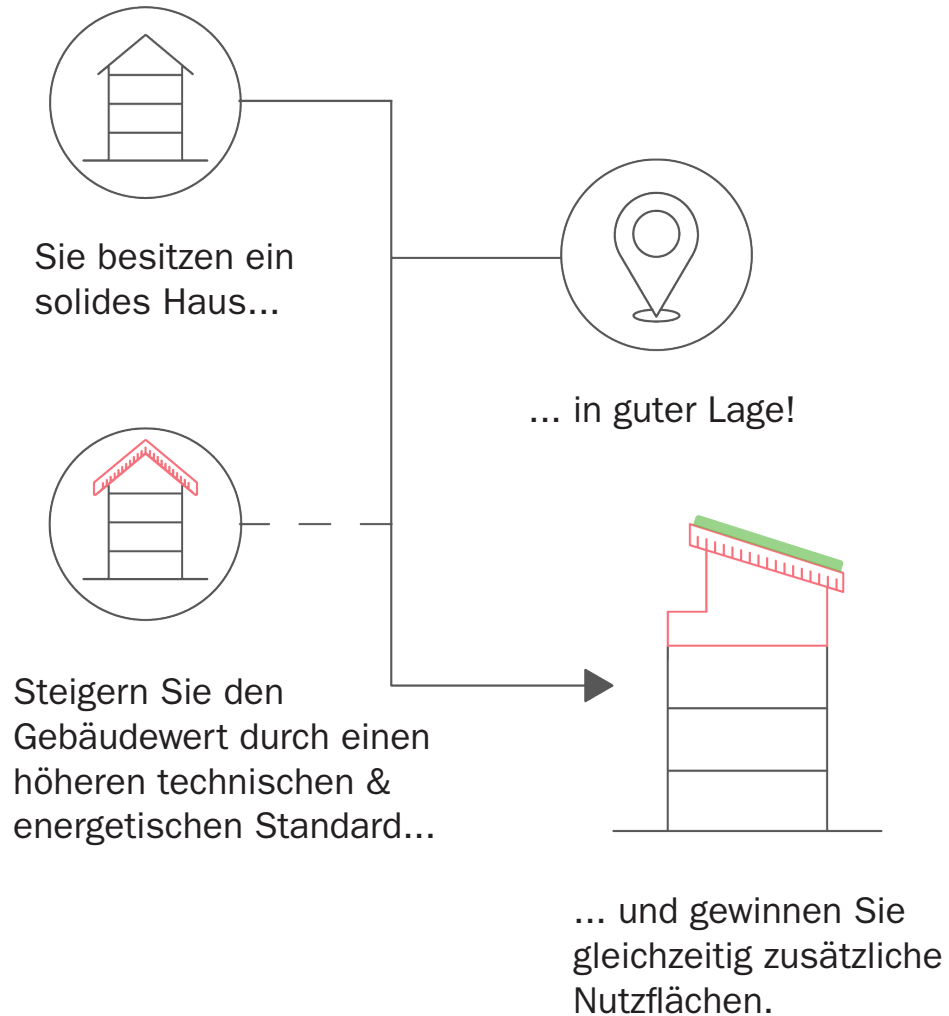 Sie besitzen ein
solides Haus...
... in guter Lage!
Steigern Sie den
Gebäudewert durch einen
höheren technischen &
energetischen Standard...
... und gewinnen Sie
gleichzeitig zusätzliche
Nutzflächen.